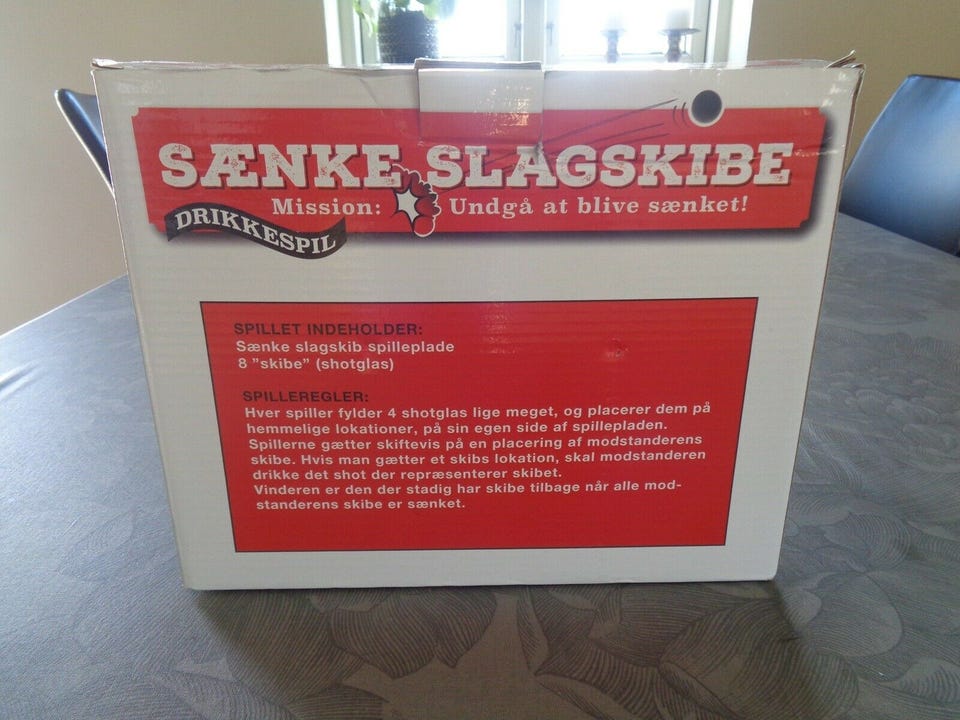 SÆNKE SLAGSKIBE
Mission: Undgå at blive sænket!
DRIKKESPIL
SPILLET INDEHOLDER:
Sænke slagskib spilleplade
8 "skibe" (shotglas)
SPILLEREGLER:
Hver spiller fylder 4 shotglas lige meget, og placerer dem på
hemmelige lokationer, på sin egen side af spillepladen.
Spillerne gætter skiftevis på en placering af modstanderens
skibe. Hvis man gætter et skibs lokation, skal modstanderen
drikke det shot der repræsenterer skibet.
Vinderen er den der stadig har skibe tilbage når alle mod-
standerens skibe er sænket.